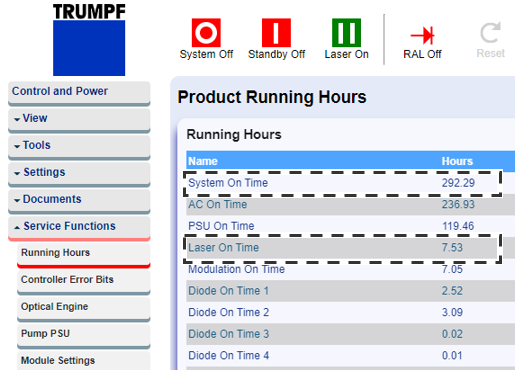 TRUMPF
System Off
Standby Off
Laser On
RAL Off
Reset
Control and Power
View
Tools
Settings
Documents
Service Functions
Running Hours
Controller Error Bits
Optical Engine
Pump PSU
Module Settings
Product Running Hours
Running Hours
Name Hours
System On Time 292.29
AC On Time 236.93
PSU On Time 119.46
Laser On Time 7.53
Modulation On Time 7.05
Diode On Time 1 2.52
Diode On Time 2 3.09
Diode On Time 3 0.02
Diode On Time 4 0.01